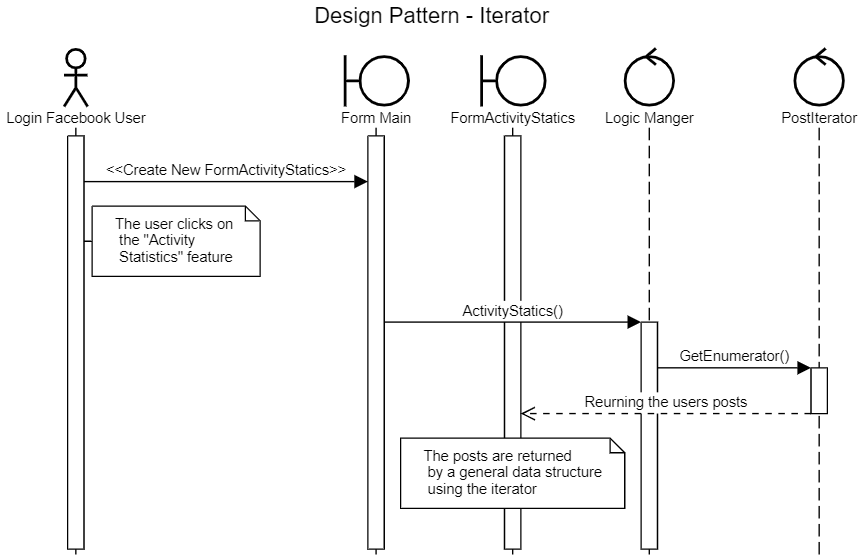 Design Pattern - Iterator
Login Facebook User
Form Main
FormActivityStatics
Logic Manger
PostIterator
<<Create New FormActivityStatics>>
The user clicks on
the "Activity
Statistics" feature
ActivityStatics()
GetEnumerator()
Reurning the users posts
The posts are returned
by a general data structure
using the iterator